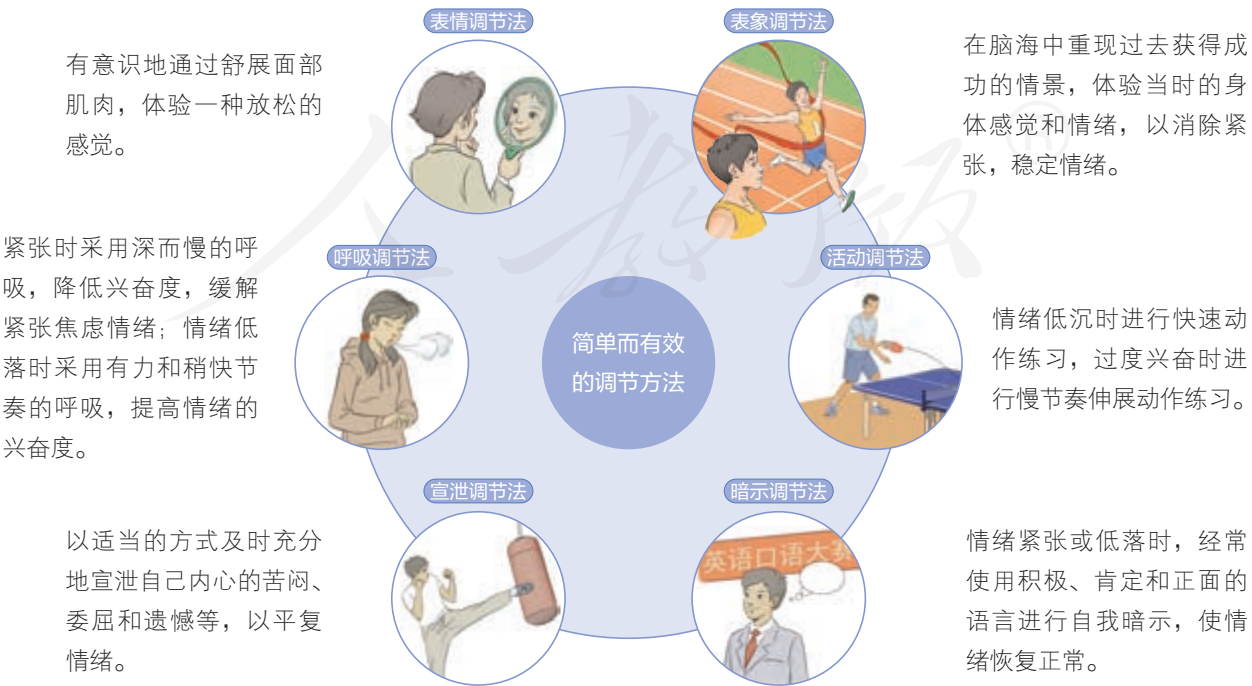 表情调节法
有意识地通过舒展面部
肌肉，体验一种放松的
感觉。
表象调节法
在脑海中重现过去获得成
功的情景，体验当时的身
体感觉和情绪，以消除紧
张，稳定情绪。
呼吸调节法
紧张时采用深而慢的呼
吸，降低兴奋度，缓解
紧张焦虑情绪；情绪低
落时采用有力和稍快节
奏的呼吸，提高情绪的
兴奋度。
简单而有效
的调节方法
活动调节法
情绪低沉时进行快速动
作练习，过度兴奋时进
行慢节奏伸展动作练习。
宣泄调节法
以适当的方式及时充分
地宣泄自己内心的苦闷、
委屈和遗憾等，以平复
情绪。
暗示调节法
英语口语大赛
情绪紧张或低落时，经常
使用积极、肯定和正面的
语言进行自我暗示，使情
绪恢复正常。
人教版
®